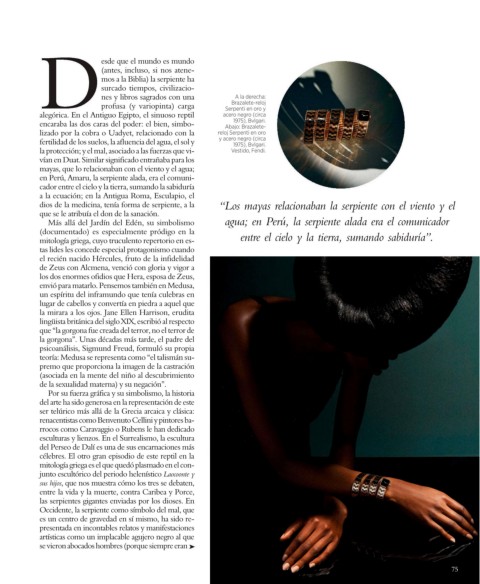 Desde que el mundo es mundo
(antes, incluso, si nos atene-
mos a la Biblia) la serpiente ha
surcado tiempos, civilizacio-
nes y libros sagrados con una
profusa (y variopinta) carga
alegórica. En el Antiguo Egipto, el sinuoso reptil
encarnaba las dos caras del poder: el bien, simbo-
lizado por la cobra o Uadyet, relacionado con la
fertilidad de los suelos, la afluencia del agua, el sol y
la protección; y el mal, asociado a las fuerzas que vi-
vían en Duat. Similar significado entrañaba para los
mayas, que lo relacionaban con el viento y el agua;
en Perú, Amaru, la serpiente alada, era el comuni-
cador entre el cielo y la tierra, sumando la sabiduría
a la ecuación; en la Antigua Roma, Esculapio, el
dios de la medicina, tenía forma de serpiente, a la
que se le atribuía el don de la sanación.
Más allá del Jardín del Edén, su simbolismo
(documentado) es especialmente pródigo en la
mitología griega, cuyo truculento repertorio en es-
tas lides les concede especial protagonismo cuando
el recién nacido Hércules, fruto de la infidelidad
de Zeus con Alcmena, venció con gloria y vigor a
los dos enormes ofidios que Hera, esposa de Zeus,
envió para matarlo. Pensemos también en Medusa,
un espíritu del inframundo que tenía culebras en
lugar de cabellos y convertía en piedra a aquel que
la mirara a los ojos. Jane Ellen Harrison, erudita
lingüista británica del siglo XIX, escribió al respecto
que "la gorgona fue creada del terror, no el terror de
la gorgona". Unas décadas más tarde, el padre del
psicoanálisis, Sigmund Freud, formuló su propia
teoría: Medusa se representa como "el talismán su-
premo que proporciona la imagen de la castración
(asociada en la mente del niño al descubrimiento
de la sexualidad materna) y su negación".
Por su fuerza gráfica y su simbolismo, la historia
del arte ha sido generosa en la representación de este
ser telúrico más allá de la Grecia arcaica y clásica:
renacentistas como Benvenuto Cellini y pintores ba-
rrocos como Caravaggio o Rubens le han dedicado
esculturas y lienzos. En el Surrealismo, la escultura
del Perseo de Dalí es una de sus encarnaciones más
célebres. El otro gran episodio de este reptil en la
mitología griega es el que quedó plasmado en el con-
junto escultórico del periodo helenístico Laocoonte y
sus hijos, que nos muestra cómo los tres se debaten,
entre la vida y la muerte, contra Caribea y Porce,
las serpientes gigantes enviadas por los dioses. En
Occidente, la serpiente como símbolo del mal, que
es un centro de gravedad en sí mismo, ha sido re-
presentada en incontables relatos y manifestaciones
artísticas como un implacable agujero negro al que
se vieron abocados hombres (porque siempre eran ➤
A la derecha:
Brazalete-reloj
Serpenti en oro y
acero negro (circa
1975), Bvlgari.
Abajo: Brazalete-
reloj Serpenti en oro
y acero negro (circa
1975), Bvlgari.
Vestido, Fendi.
"Los mayas relacionaban la serpiente con el viento y el
agua; en Perú, la serpiente alada era el comunicador
entre el cielo y la tierra, sumando sabiduría".
75